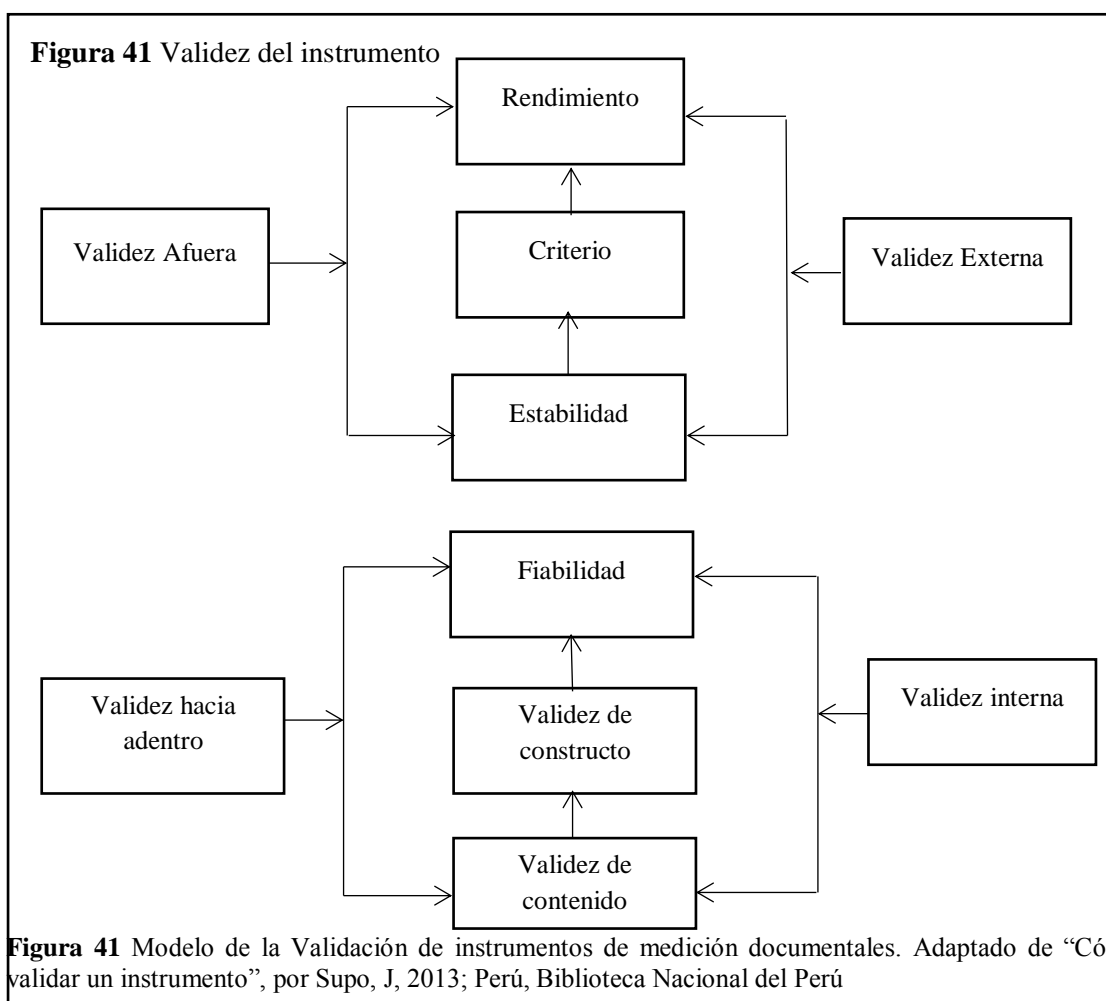 Figura 41 Validez del instrumento
Rendimiento
Validez Afuera
Criterio
Validez Externa
Estabilidad
Fiabilidad
Validez hacia
adentro
Validez de
constructo
Validez interna
Validez de
contenido
Figura 41 Modelo de la Validación de instrumentos de medición documentales. Adaptado de “Có
validar un instrumento”, por Supo, J, 2013; Perú, Biblioteca Nacional del Perú